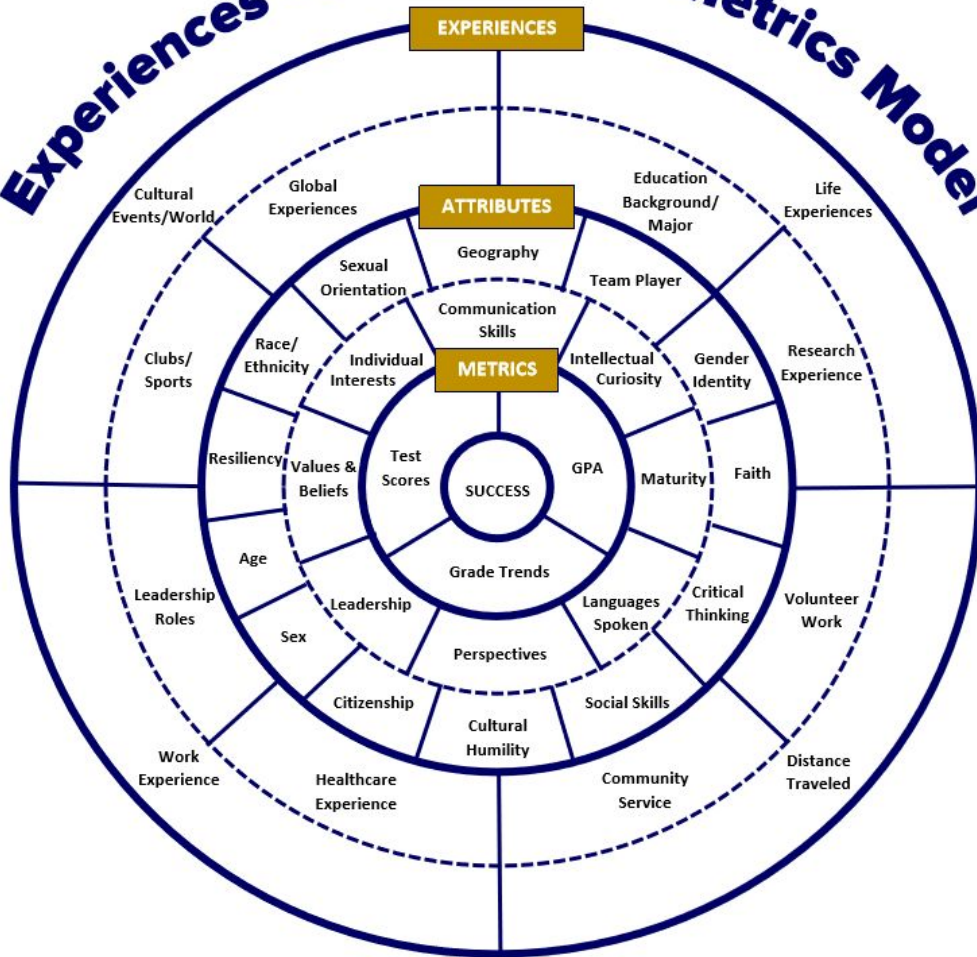 Experiences
Metrics Model
EXPERIENCES
Cultural
Events/World
Global
Experiences
Education
Background/
Major
Life
Experiences
Clubs/
Sports
Research
Experience
Leadership
Roles
Volunteer
Work
Work
Experience
Healthcare
Experience
Community
Service
Distance
Traveled
ATTRIBUTES
Sexual
Orientation
Geography
Team Player
Race/
Ethnicity
Gender
Identity
Resiliency
Faith
Age
Critical
Thinking
Sex
Citizenship
Cultural
Humility
Social Skills
Communication
Skills
Individual
Interests
Intellectual
Curiosity
Values &
Beliefs
Maturity
Leadership
Languages
Spoken
Perspectives
METRICS
Test
Scores
GPA
Grade Trends
SUCCESS